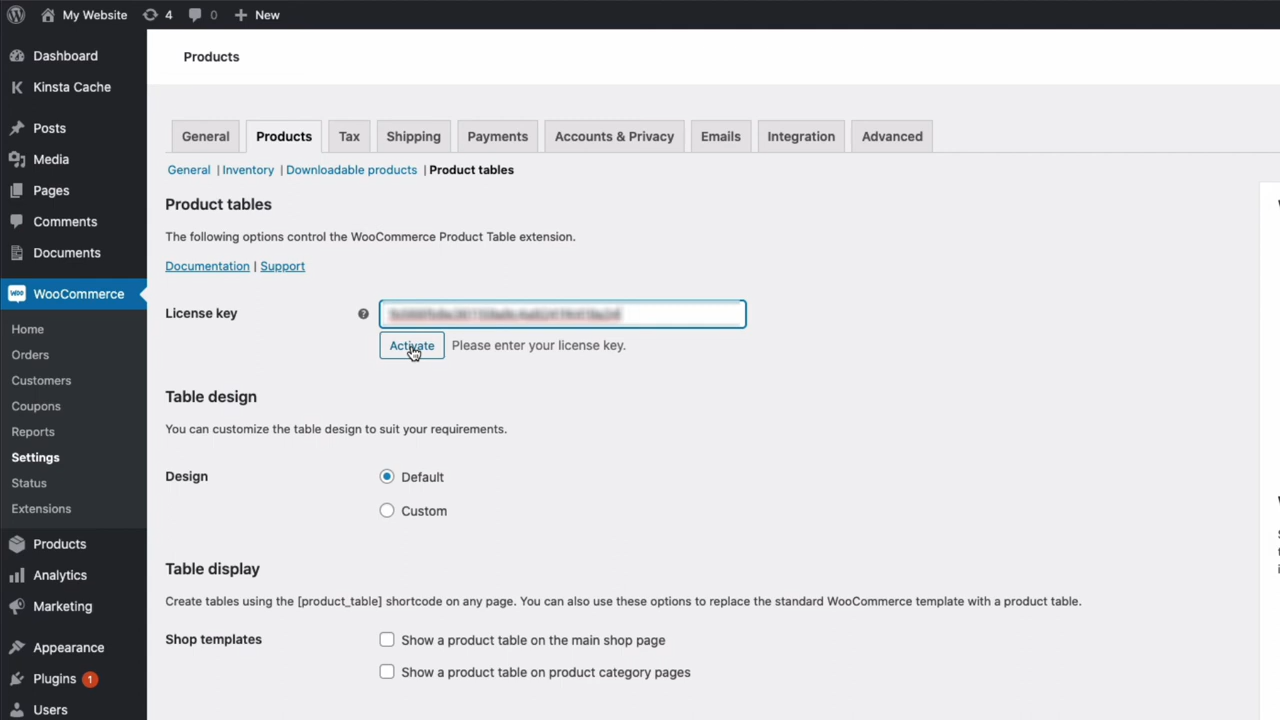 My Website
4
0
New
Dashboard
Kinsta Cache
Posts
Media
Pages
Comments
Documents
WooCommerce
Home
Orders
Customers
Coupons
Reports
Settings
Status
Extensions
Products
Analytics
Marketing
Appearance
Plugins 1
Users
Products
General Products Tax Shipping Payments Accounts & Privacy Emails Integration Advanced
General | Inventory | Downloadable products | Product tables
Product tables
The following options control the WooCommerce Product Table extension.
Documentation | Support
License key
Activate Please enter your license key.
Table design
You can customize the table design to suit your requirements.
Design
Default
Custom
Table display
Create tables using the [product_table] shortcode on any page. You can also use these options to replace the standard WooCommerce template with a product table.
Shop templates
Show a product table on the main shop page
Show a product table on product category pages